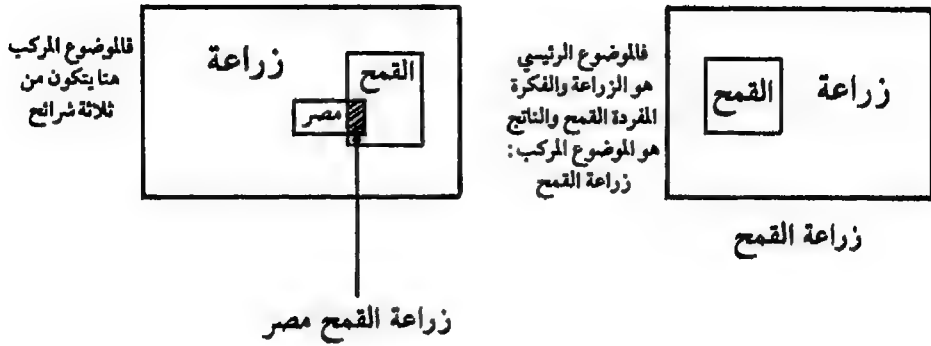 فالموضوع الرئيسي
هو الزراعة والفكرة
المفردة القمح والناتج
هو الموضوع المركب :
زراعة القمح
زراعة
القمح
زراعة القمح
فالموضوع المركب
هنا يتكون من
ثلاثة شرائح
زراعة
القمح
مصر
زراعة القمح مصر